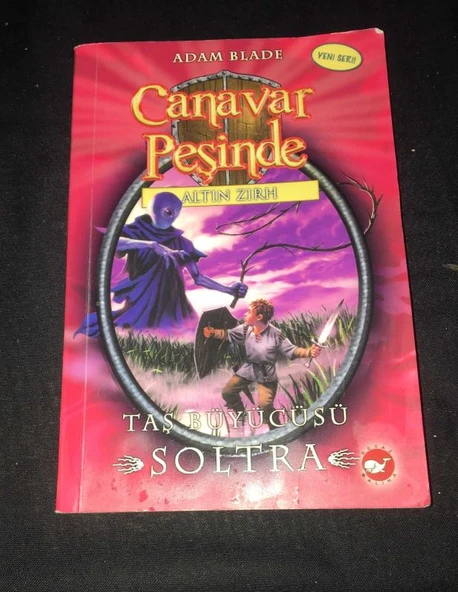 ADAM BLADE
YENİ SERİ!
Canavar
Peşinde
ALTIN ZIRH
TAŞ BÜYÜCÜSÜ
SOLTRA